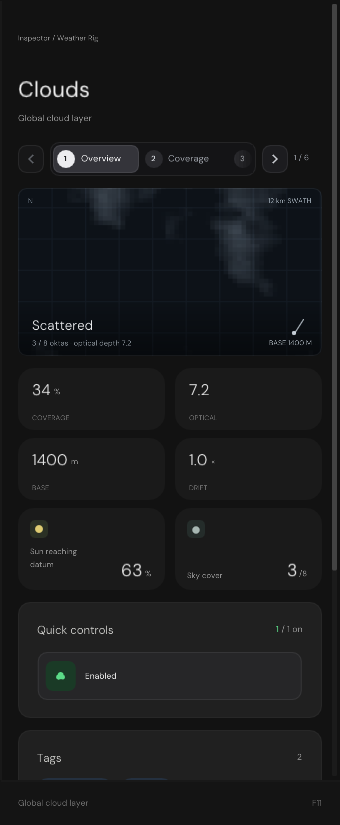 Inspector / Weather Rig
Clouds
Global cloud layer
1 Overview 2 Coverage 3 1 / 6
N 12 km SWATH
Scattered
3 / 8 oktas · optical depth 7.2 BASE 1400 M
34 % 7.2
COVERAGE OPTICAL
1400 m 1.0 ×
BASE DRIFT
Sun reaching
datum
63 % Sky cover 3 /8
Quick controls 1 / 1 on
Enabled
Tags 2
Global cloud layer F11